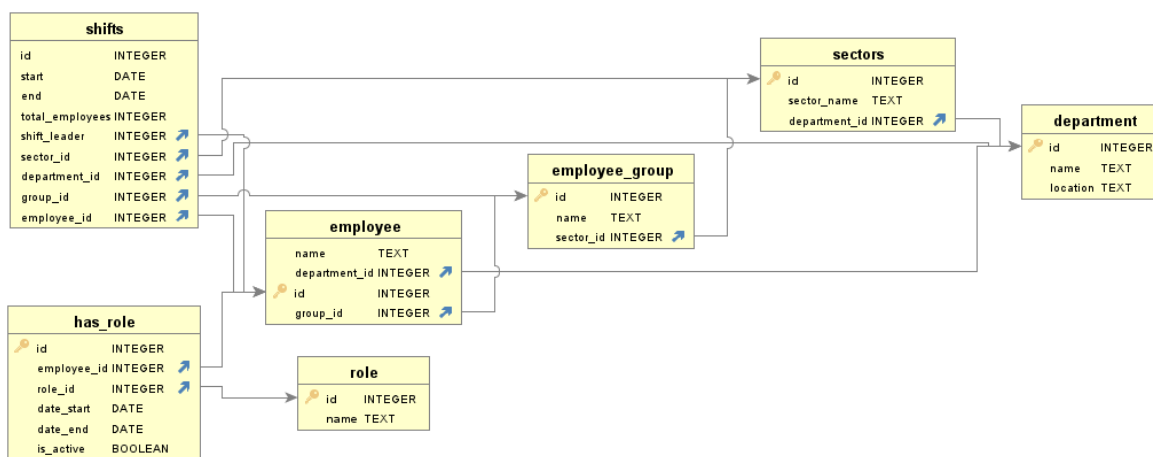 shifts
id INTEGER
start DATE
end DATE
total_employees INTEGER
shift_leader INTEGER
sector_id INTEGER
department_id INTEGER
group_id INTEGER
employee_id INTEGER
sectors
id INTEGER
sector_name TEXT
department_id INTEGER
department
id INTEGER
name TEXT
location TEXT
employee_group
id INTEGER
name TEXT
sector_id INTEGER
employee
name TEXT
department_id INTEGER
id INTEGER
group_id INTEGER
has_role
id INTEGER
employee_id INTEGER
role_id INTEGER
date_start DATE
date_end DATE
is_active BOOLEAN
role
id INTEGER
name TEXT